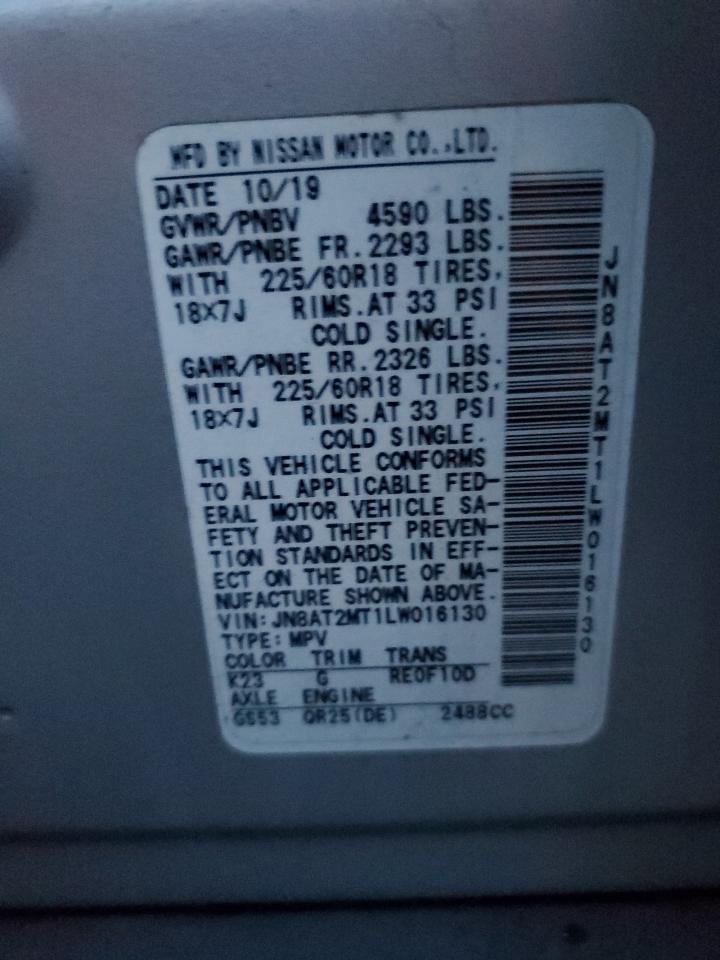 MFD BY NISSAN MOTOR CO.,LTD.
DATE 10/19
GVWR/PNBV 4590 LBS.
GAWR/PNBE FR. 2293 LBS.
WITH 225/60R18 TIRES,
18X7J RIMS.AT 33 PSI
COLD SINGLE.
GAWR/PNBE RR. 2326 LBS.
WITH 225/60R18 TIRES,
18X7J RIMS.AT 33 PSI
COLD SINGLE.
THIS VEHICLE CONFORMS
TO ALL APPLICABLE FED-
ERAL MOTOR VEHICLE SA-
FETY AND THEFT PREVEN-
TION STANDARDS IN EFF-
ECT ON THE DATE OF MA-
NUFACTURE SHOWN ABOVE.
VIN: JN8AT2MT1LW016130
TYPE: MPV
COLOR TRIM TRANS
K23 G RE0F10D
AXLE ENGINE
GS53 QR25(DE) 2488CC
JN8AT2MT1LW016130